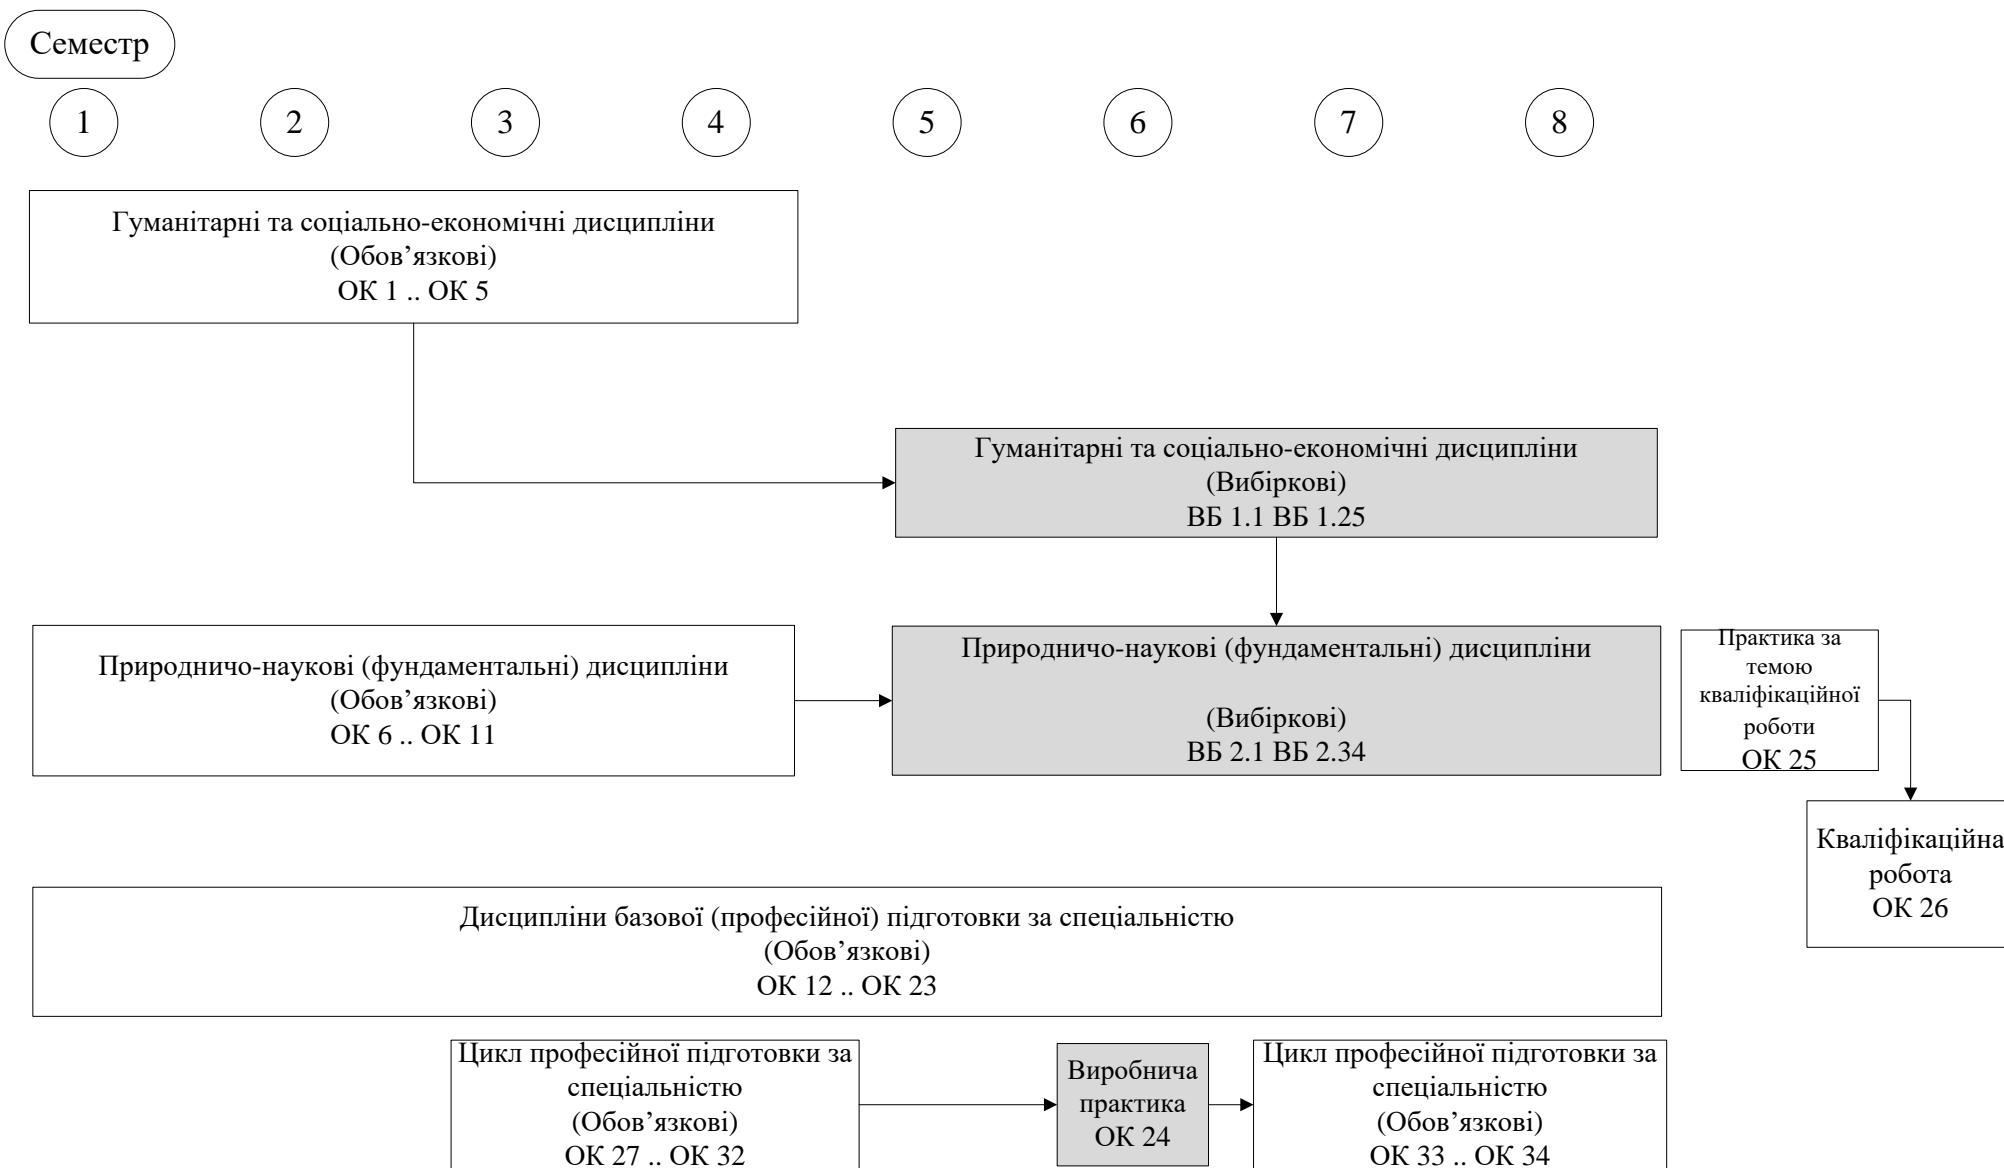 Семестр
1
2
3
4
5
6
7
8
Гуманітарні та соціально-економічні дисципліни
(Обов’язкові)
ОК 1 .. ОК 5
Гуманітарні та соціально-економічні дисципліни
(Вибіркові)
ВБ 1.1 ВБ 1.25
Природничо-наукові (фундаментальні) дисципліни
(Обов’язкові)
ОК 6 .. ОК 11
Природничо-наукові (фундаментальні) дисципліни
(Вибіркові)
ВБ 2.1 ВБ 2.34
Практика за
темою
кваліфікаційної
роботи
ОК 25
Кваліфікаційна
робота
ОК 26
Дисципліни базової (професійної) підготовки за спеціальністю
(Обов’язкові)
ОК 12 .. ОК 23
Цикл професійної підготовки за
спеціальністю
(Обов’язкові)
ОК 27 .. ОК 32
Виробнича
практика
ОК 24
Цикл професійної підготовки за
спеціальністю
(Обов’язкові)
ОК 33 .. ОК 34